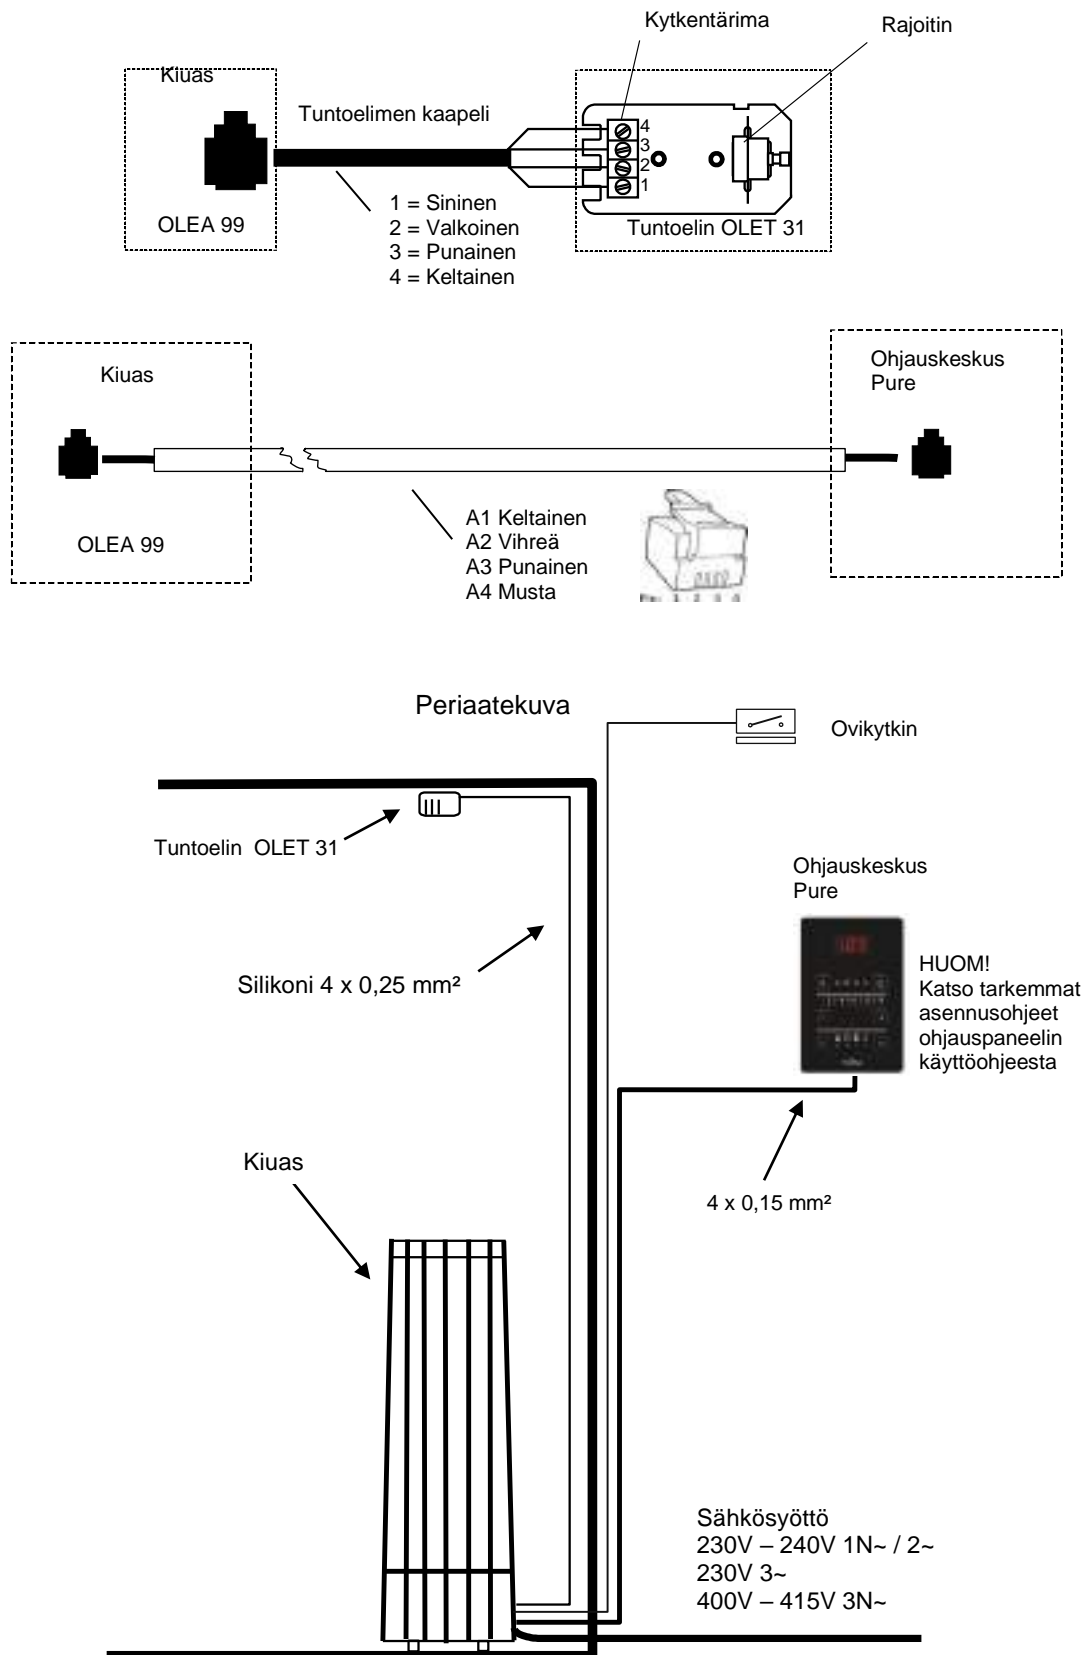 Kytkentärima
Rajoitin
Kiuas
Tuntoelimen kaapeli
4
3
2
1
OLEA 99
1 = Sininen
2 = Valkoinen
3 = Punainen
4 = Keltainen
Tuntoelin OLET 31
Kiuas
Ohjauskeskus
Pure
OLEA 99
A1 Keltainen
A2 Vihreä
A3 Punainen
A4 Musta
Periaatekuva
Ovikytkin
Tuntoelin OLET 31
Ohjauskeskus
Pure
Silikoni 4 x 0,25 mm²
HUOM!
Katso tarkemmat
asennusohjeet
ohjauspaneelin
käyttöohjeesta
Kiuas
4 x 0,15 mm²
Sähkösyöttö
230V – 240V 1N~ / 2~
230V 3~
400V – 415V 3N~